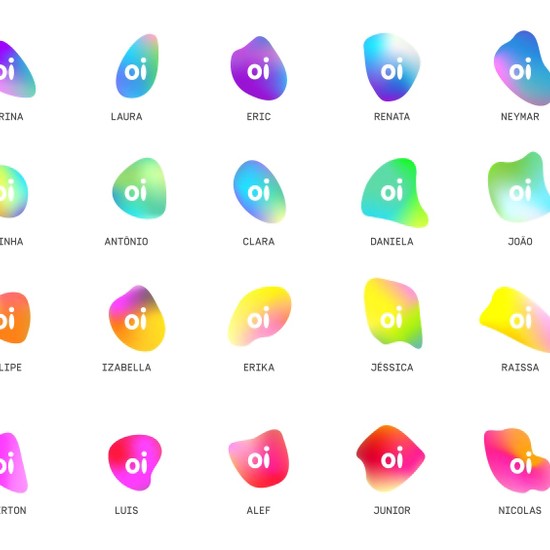 oi oi oi oi oi
RINA LAURA ERIC RENATA NEYMAR
oi oi oi oi oi
INHA ANTÔNIO CLARA DANIELA JOÃO
oi oi oi oi oi
LIPE IZABELLA ERIKA JÉSSICA RAISSA
oi oi oi oi oi
RTON LUIS ALEF JUNIOR NICOLAS